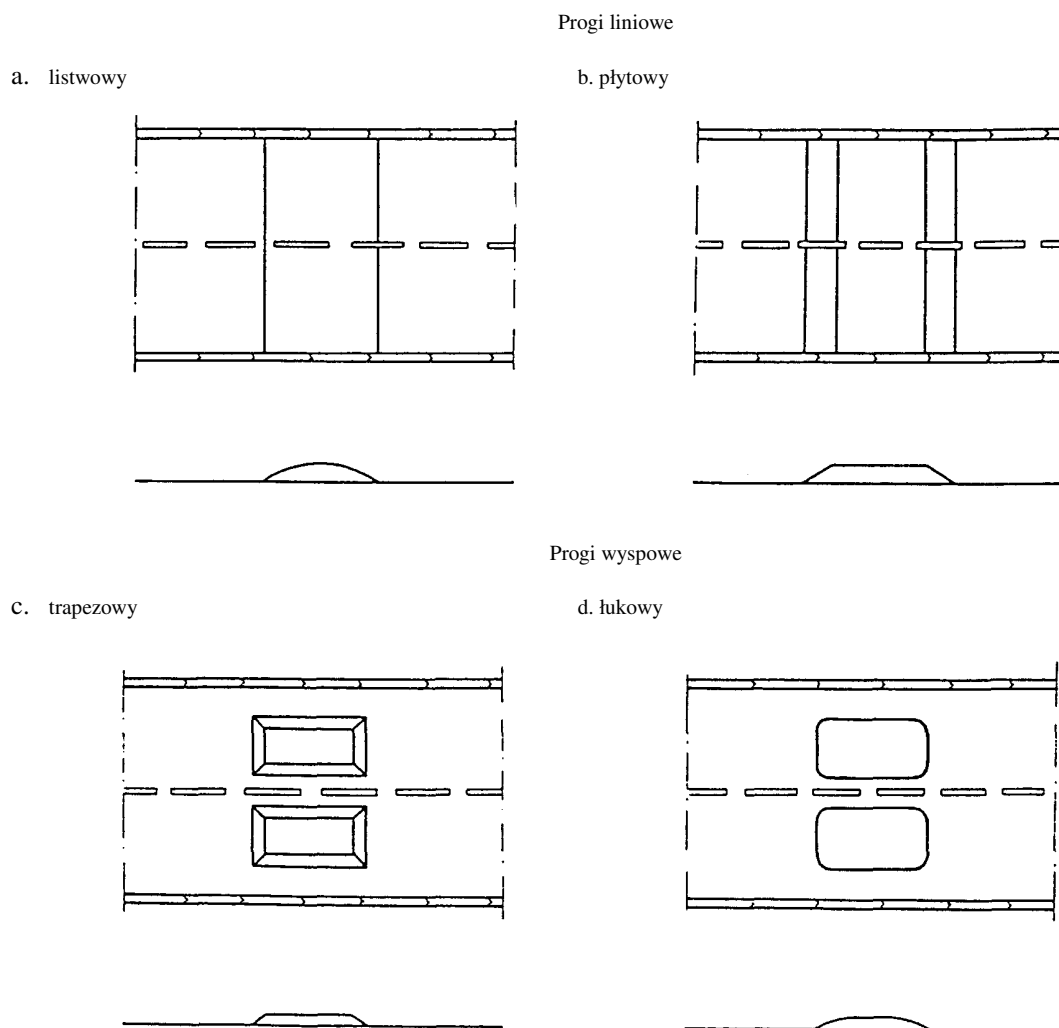 Progi liniowe
a. listwowy
b. płytowy
Progi wyspowe
c. trapezowy
d. łukowy